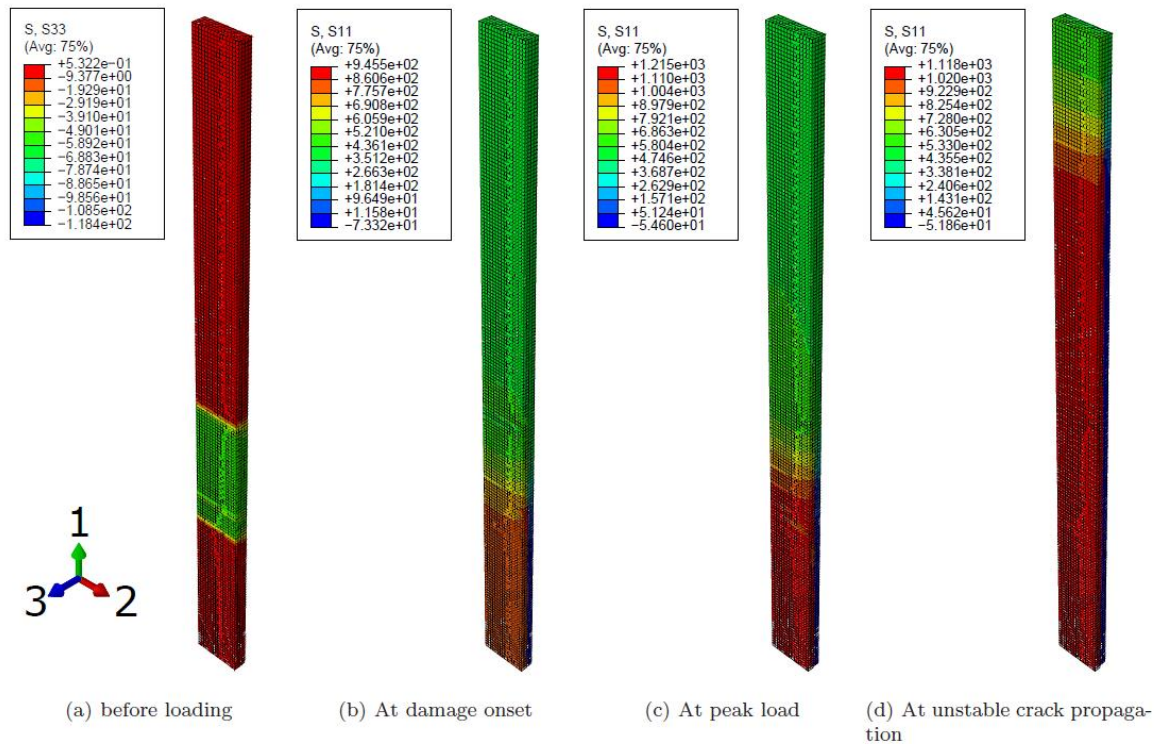 S, S33
(Avg: 75%)
+5.322e-01
-9.377e+00
-1.929e+01
-2.919e+01
-3.910e+01
-4.901e+01
-5.892e+01
-6.883e+01
-7.874e+01
-8.865e+01
-9.856e+01
-1.085e+02
-1.184e+02
S, S11
(Avg: 75%)
+9.455e+02
+8.606e+02
+7.757e+02
+6.908e+02
+6.059e+02
+5.210e+02
+4.361e+02
+3.512e+02
+2.663e+02
+1.814e+02
+9.649e+01
+1.158e+01
-7.332e+01
S, S11
(Avg: 75%)
+1.215e+03
+1.110e+03
+1.004e+03
+8.979e+02
+7.921e+02
+6.863e+02
+5.804e+02
+4.746e+02
+3.687e+02
+2.629e+02
+1.571e+02
+5.124e+01
-5.460e+01
S, S11
(Avg: 75%)
+1.118e+03
+1.020e+03
+9.229e+02
+8.254e+02
+7.280e+02
+6.305e+02
+5.330e+02
+4.355e+02
+3.381e+02
+2.406e+02
+1.431e+02
+4.562e+01
-5.186e+01
1
3
2
(a) before loading
(b) At damage onset
(c) At peak load
(d) At unstable crack propaga-
tion